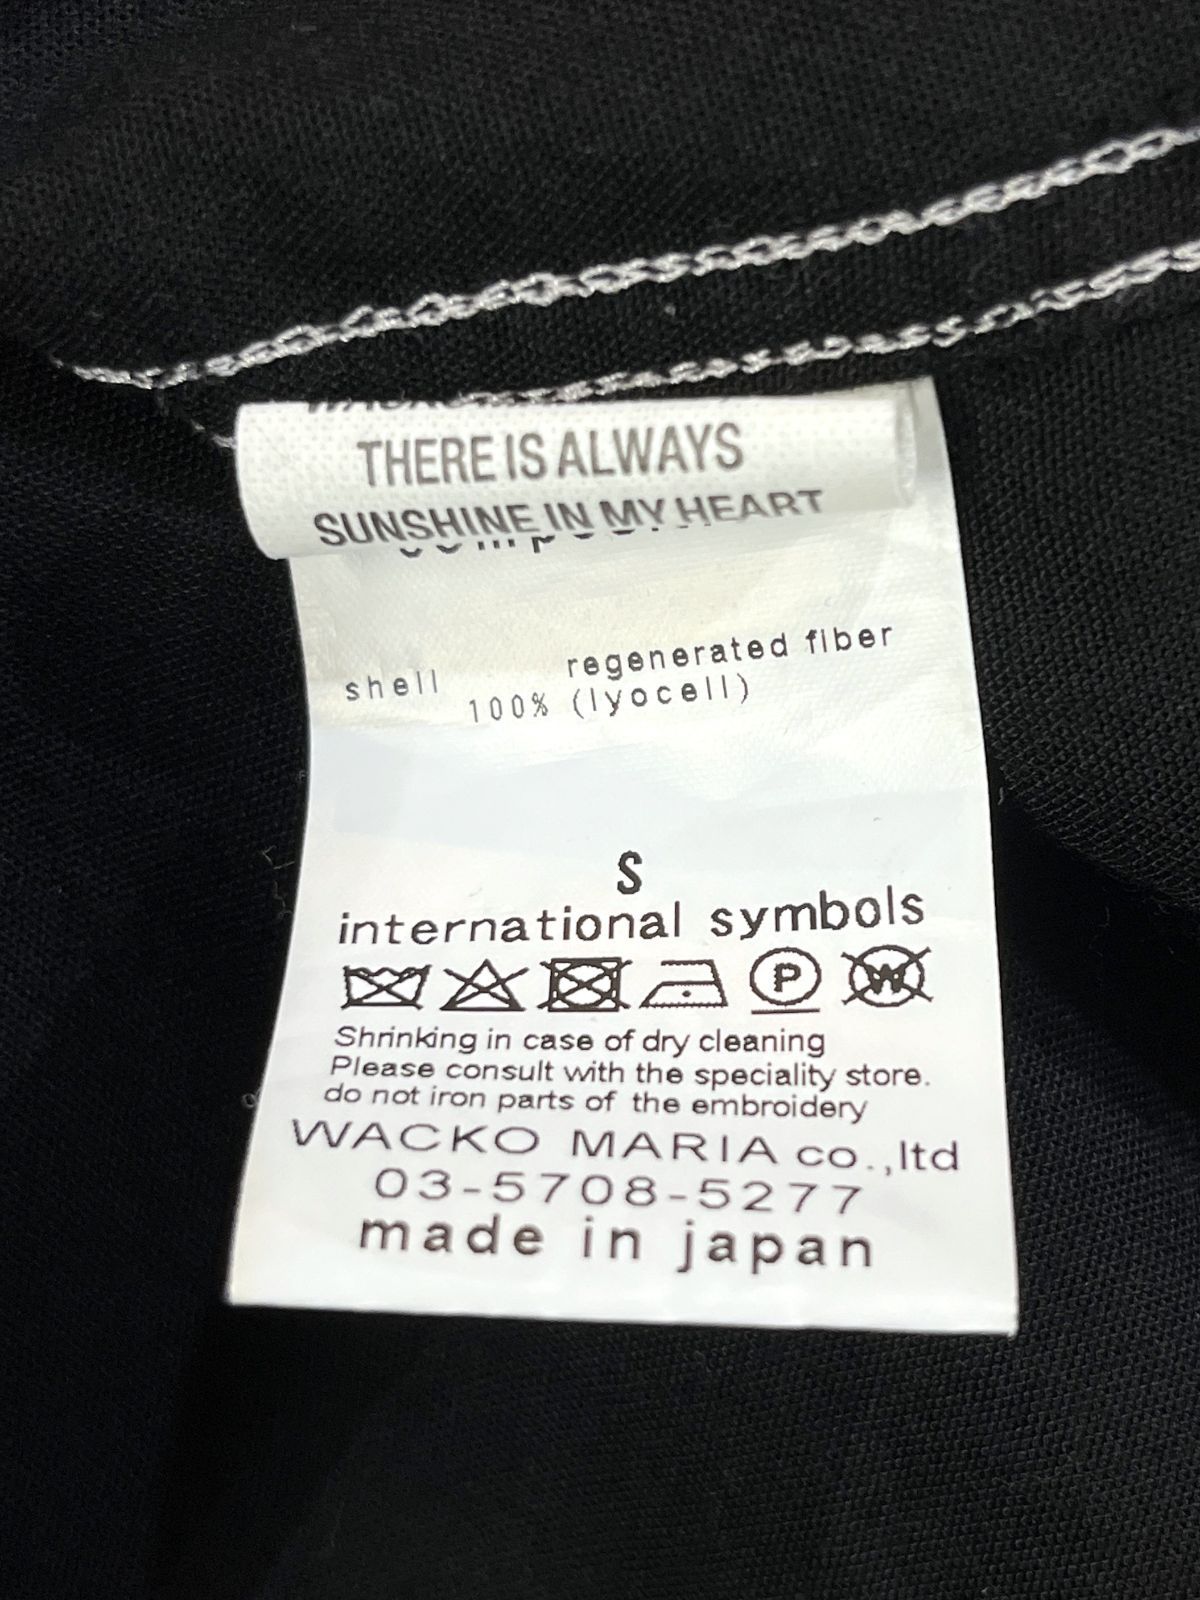 THERE IS ALWAYS
SUNSHINE IN MY HEART
shell
regenerated fiber
100% (lyocell)
S
international symbols
P W
Shrinking in case of dry cleaning
Please consult with the speciality store.
do not iron parts of the embroidery
WACKO MARIA co.,ltd
03-5708-5277
made in japan